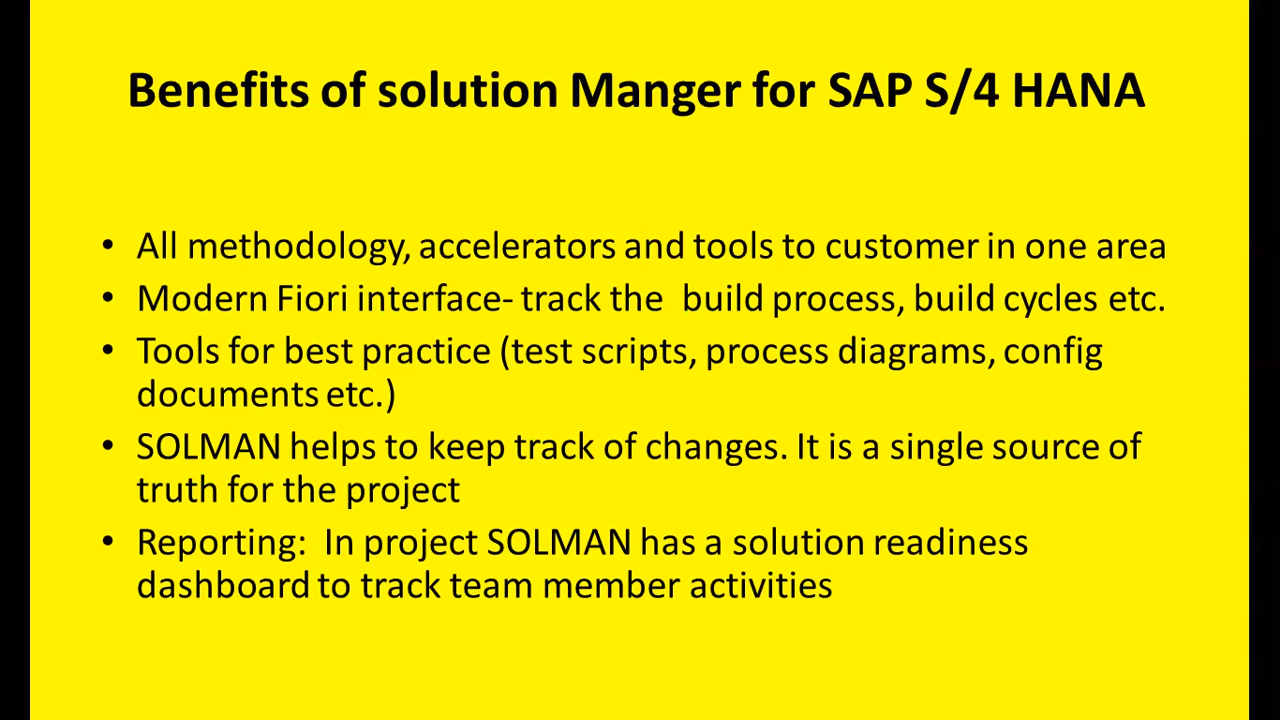 Benefits of solution Manger for SAP S/4 HANA
• All methodology, accelerators and tools to customer in one area
• Modern Fiori interface- track the  build process, build cycles etc.
• Tools for best practice (test scripts, process diagrams, config
documents etc.)
• SOLMAN helps to keep track of changes. It is a single source of
truth for the project
• Reporting:  In project SOLMAN has a solution readiness
dashboard to track team member activities